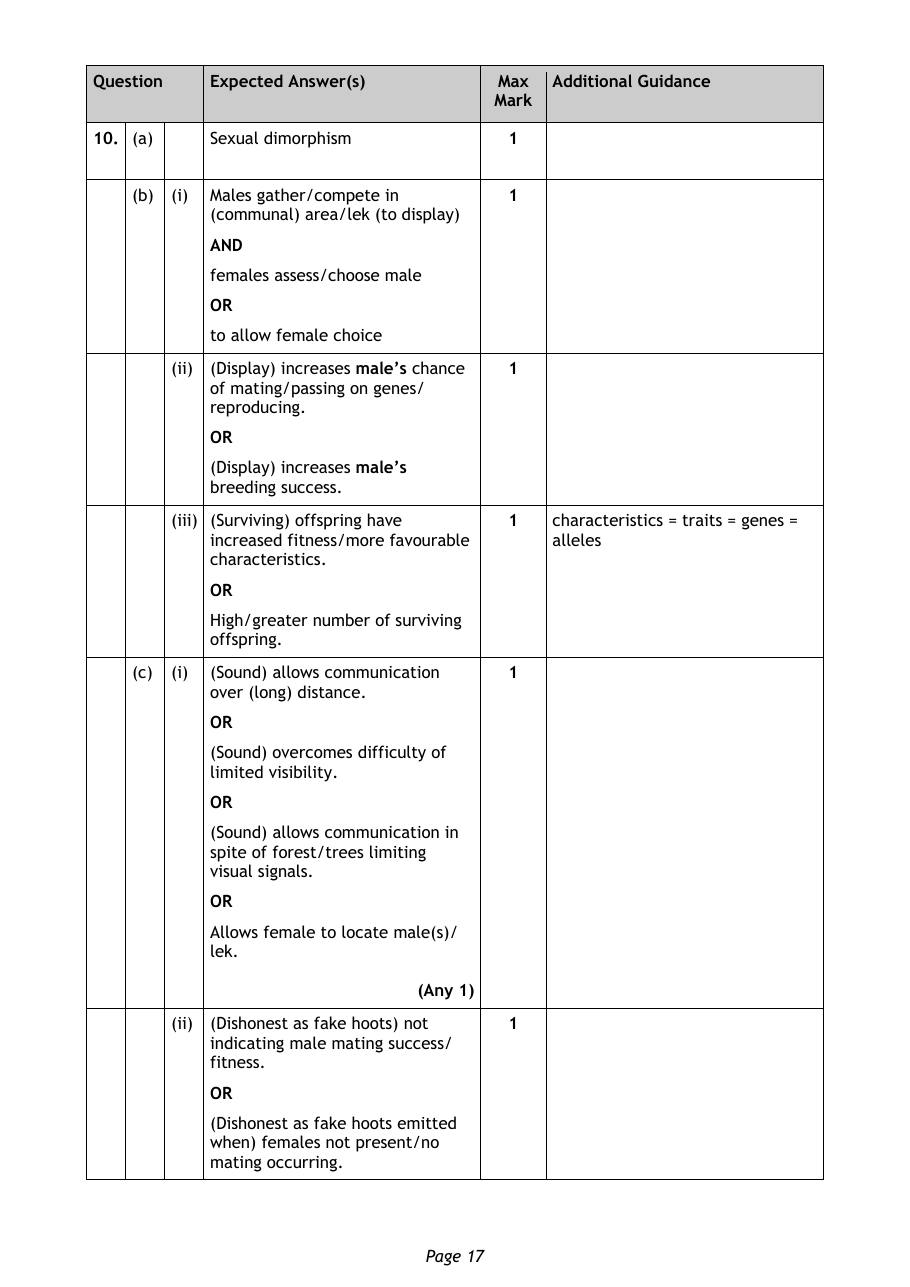 Question Expected Answer(s) Max Mark Additional Guidance
10. (a) Sexual dimorphism 1
(b) (i) Males gather/compete in 1
(communal) area/lek (to display)
AND
females assess/choose male
OR
to allow female choice
(ii) (Display) increases male’s chance 1
of mating/passing on genes/
reproducing.
OR
(Display) increases male’s
breeding success.
(iii) (Surviving) offspring have 1 characteristics = traits = genes =
increased fitness/more favourable alleles
characteristics.
OR
High/greater number of surviving
offspring.
(c) (i) (Sound) allows communication 1
over (long) distance.
OR
(Sound) overcomes difficulty of
limited visibility.
OR
(Sound) allows communication in
spite of forest/trees limiting
visual signals.
OR
Allows female to locate male(s)/
lek.
(Any 1)
(ii) (Dishonest as fake hoots) not 1
indicating male mating success/
fitness.
OR
(Dishonest as fake hoots emitted
when) females not present/no
mating occurring.
Page 17